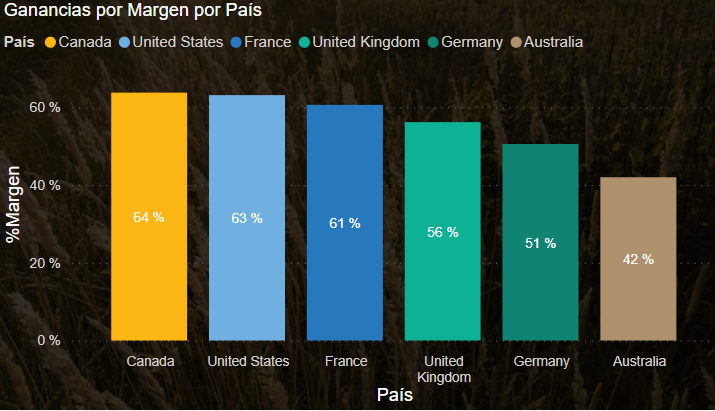 Ganancias por Margen por País
País Canada United States France United Kingdom Germany Australia
60 %
40 %
20 %
0 %
%Margen
64 %
63 %
61 %
56 %
51 %
42 %
Canada
United States
France
United
Kingdom
Germany
Australia
País